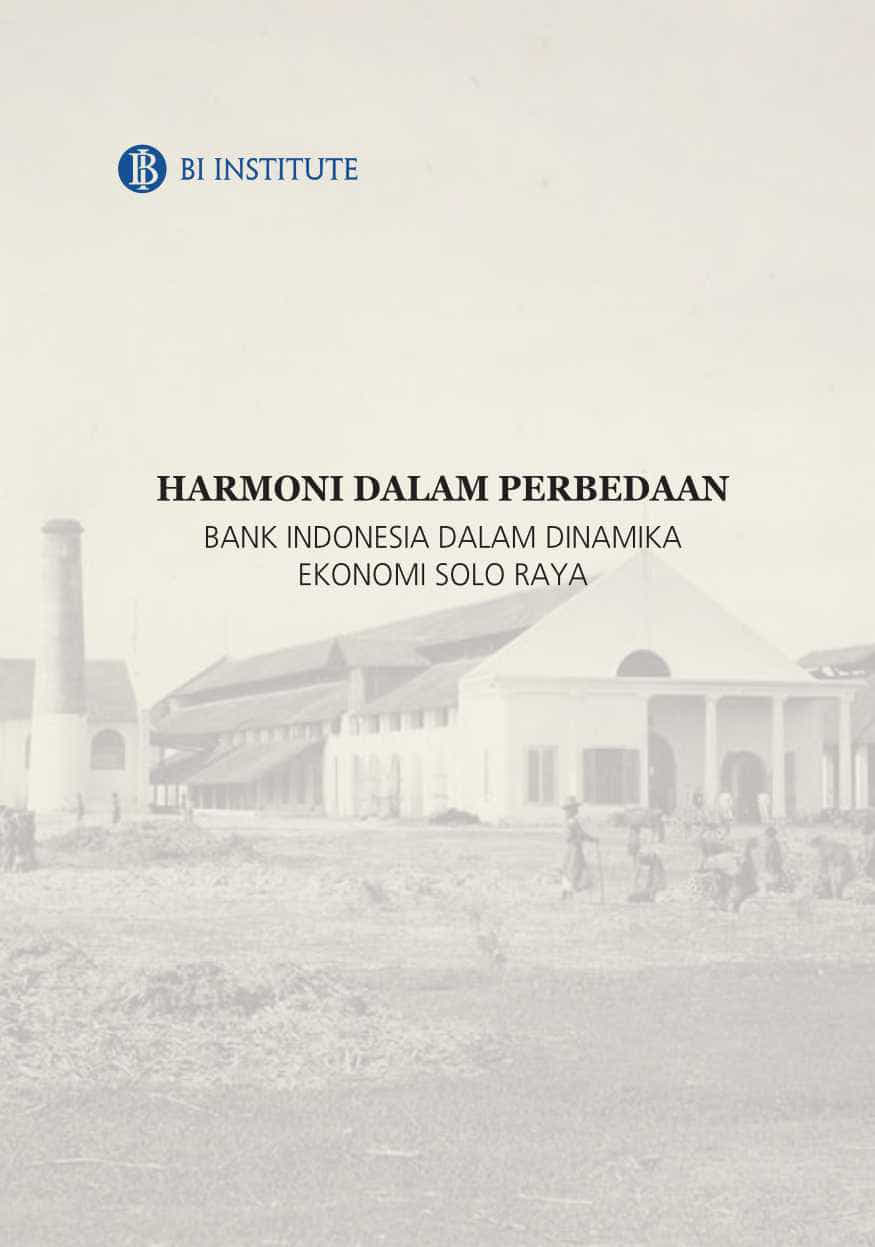 BI INSTITUTE
HARMONI DALAM PERBEDAAN
BANK INDONESIA DALAM DINAMIKA
EKONOMI SOLO RAYA